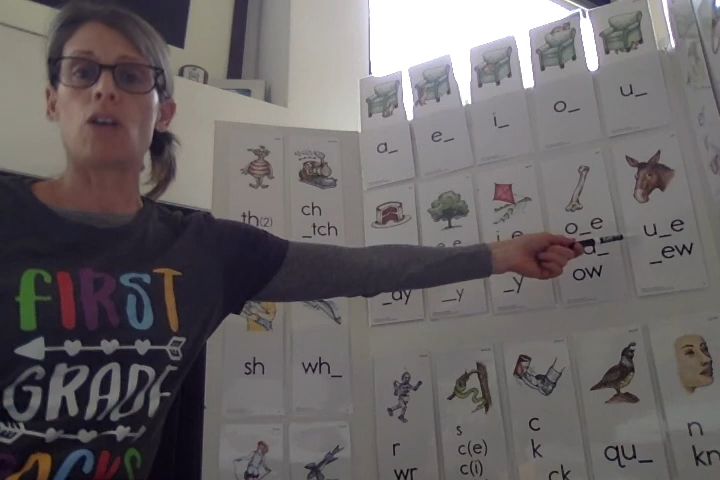 FIRST
GRADE
ROCKS
a_
e_
i_
o_
u_
th(2)
ch
_tch
sh
wh_
_ay
_y
_y
o_e
ow
u_e
_ew
r
wr
s
c(e)
c(i)
c
k
ck
qu_
n
kn